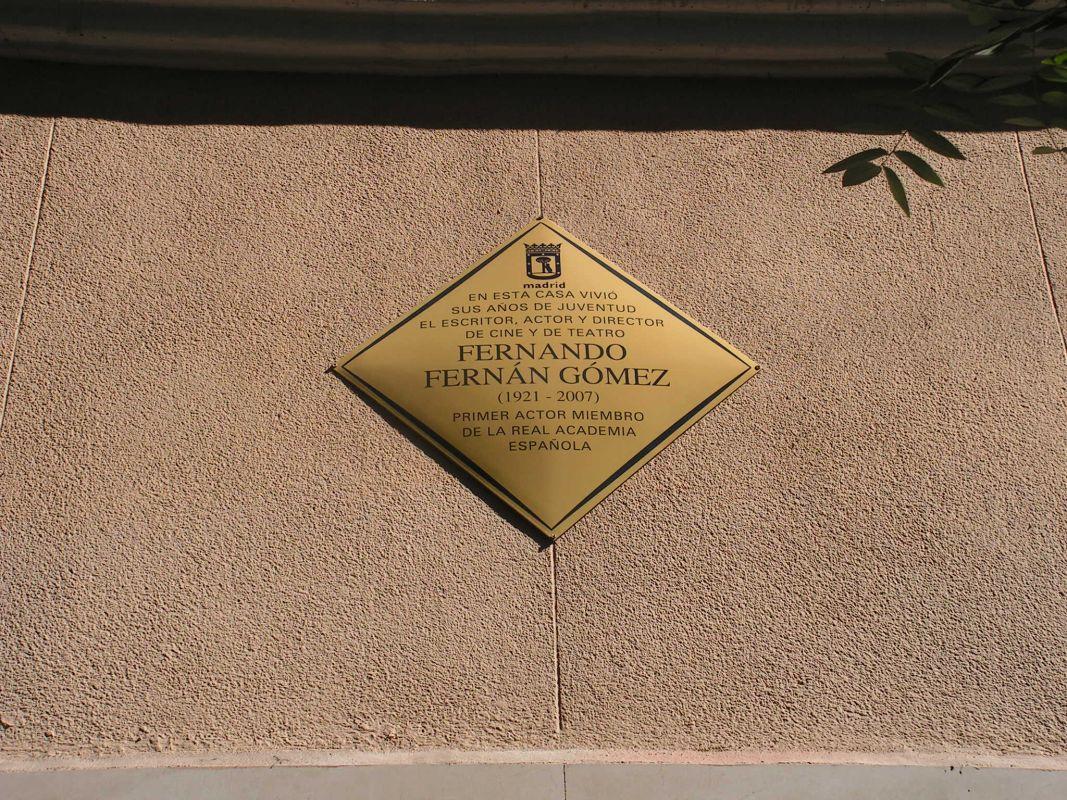 madrid
EN ESTA CASA VIVIÓ
SUS AÑOS DE JUVENTUD
EL ESCRITOR, ACTOR Y DIRECTOR
DE CINE Y DE TEATRO
FERNANDO
FERNÁN GÓMEZ
(1921 - 2007)
PRIMER ACTOR MIEMBRO
DE LA REAL ACADEMIA
ESPAÑOLA